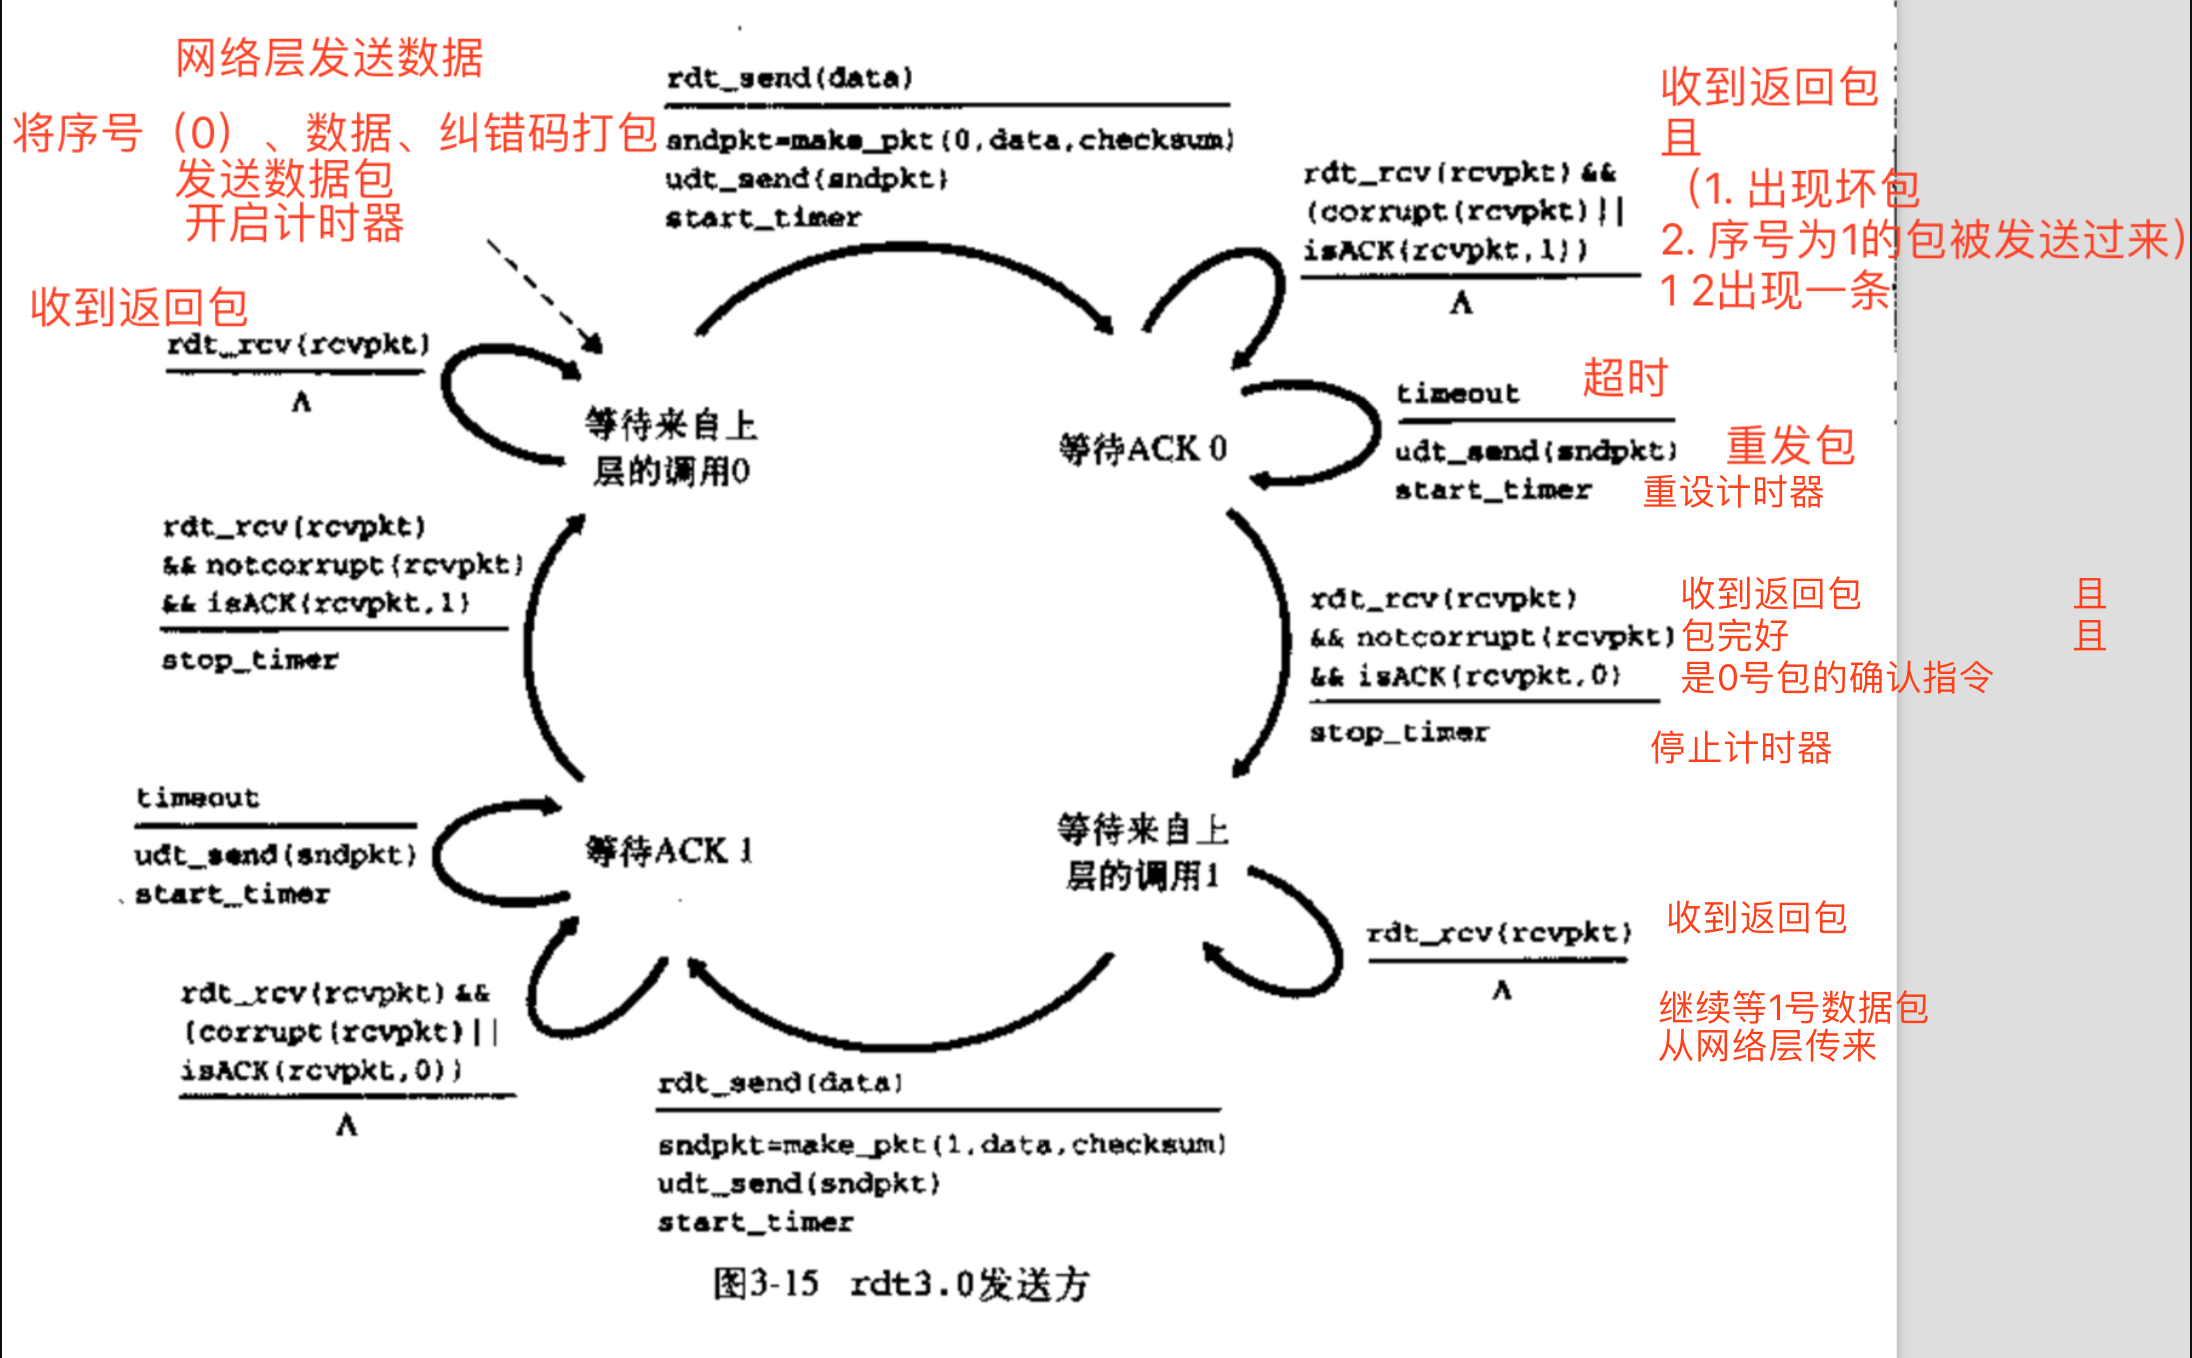 网络层发送数据
将序号（0）、数据、纠错码打包
发送数据包
开启计时器
rdt_send(data)
sndpkt=make_pkt(0,data,checksum)
udt_send(sndpkt)
start_timer
rdt_rcv(rcvpkt)&&
(corrupt(rcvpkt)||
isACK(rcvpkt,1))
Λ
收到返回包
且
（1. 出现坏包
2. 序号为1的包被发送过来）
1 2出现一条
收到返回包
rdt_rcv(rcvpkt)
Λ
等待来自上
层的调用0
等待ACK 0
timeout
udt_send(sndpkt)
start_timer
超时
重发包
重设计时器
rdt_rcv(rcvpkt)
&& notcorrupt(rcvpkt)
&& isACK(rcvpkt,1)
stop_timer
rdt_rcv(rcvpkt)
&& notcorrupt(rcvpkt)
&& isACK(rcvpkt,0)
stop_timer
收到返回包 且
包完好 且
是0号包的确认指令
停止计时器
timeout
udt_send(sndpkt)
start_timer
等待ACK 1
等待来自上
层的调用1
rdt_rcv(rcvpkt)
Λ
收到返回包
继续等1号数据包
从网络层传来
rdt_rcv(rcvpkt)&&
(corrupt(rcvpkt)||
isACK(rcvpkt,0))
Λ
rdt_send(data)
sndpkt=make_pkt(1,data,checksum)
udt_send(sndpkt)
start_timer
图3-15 rdt3.0发送方